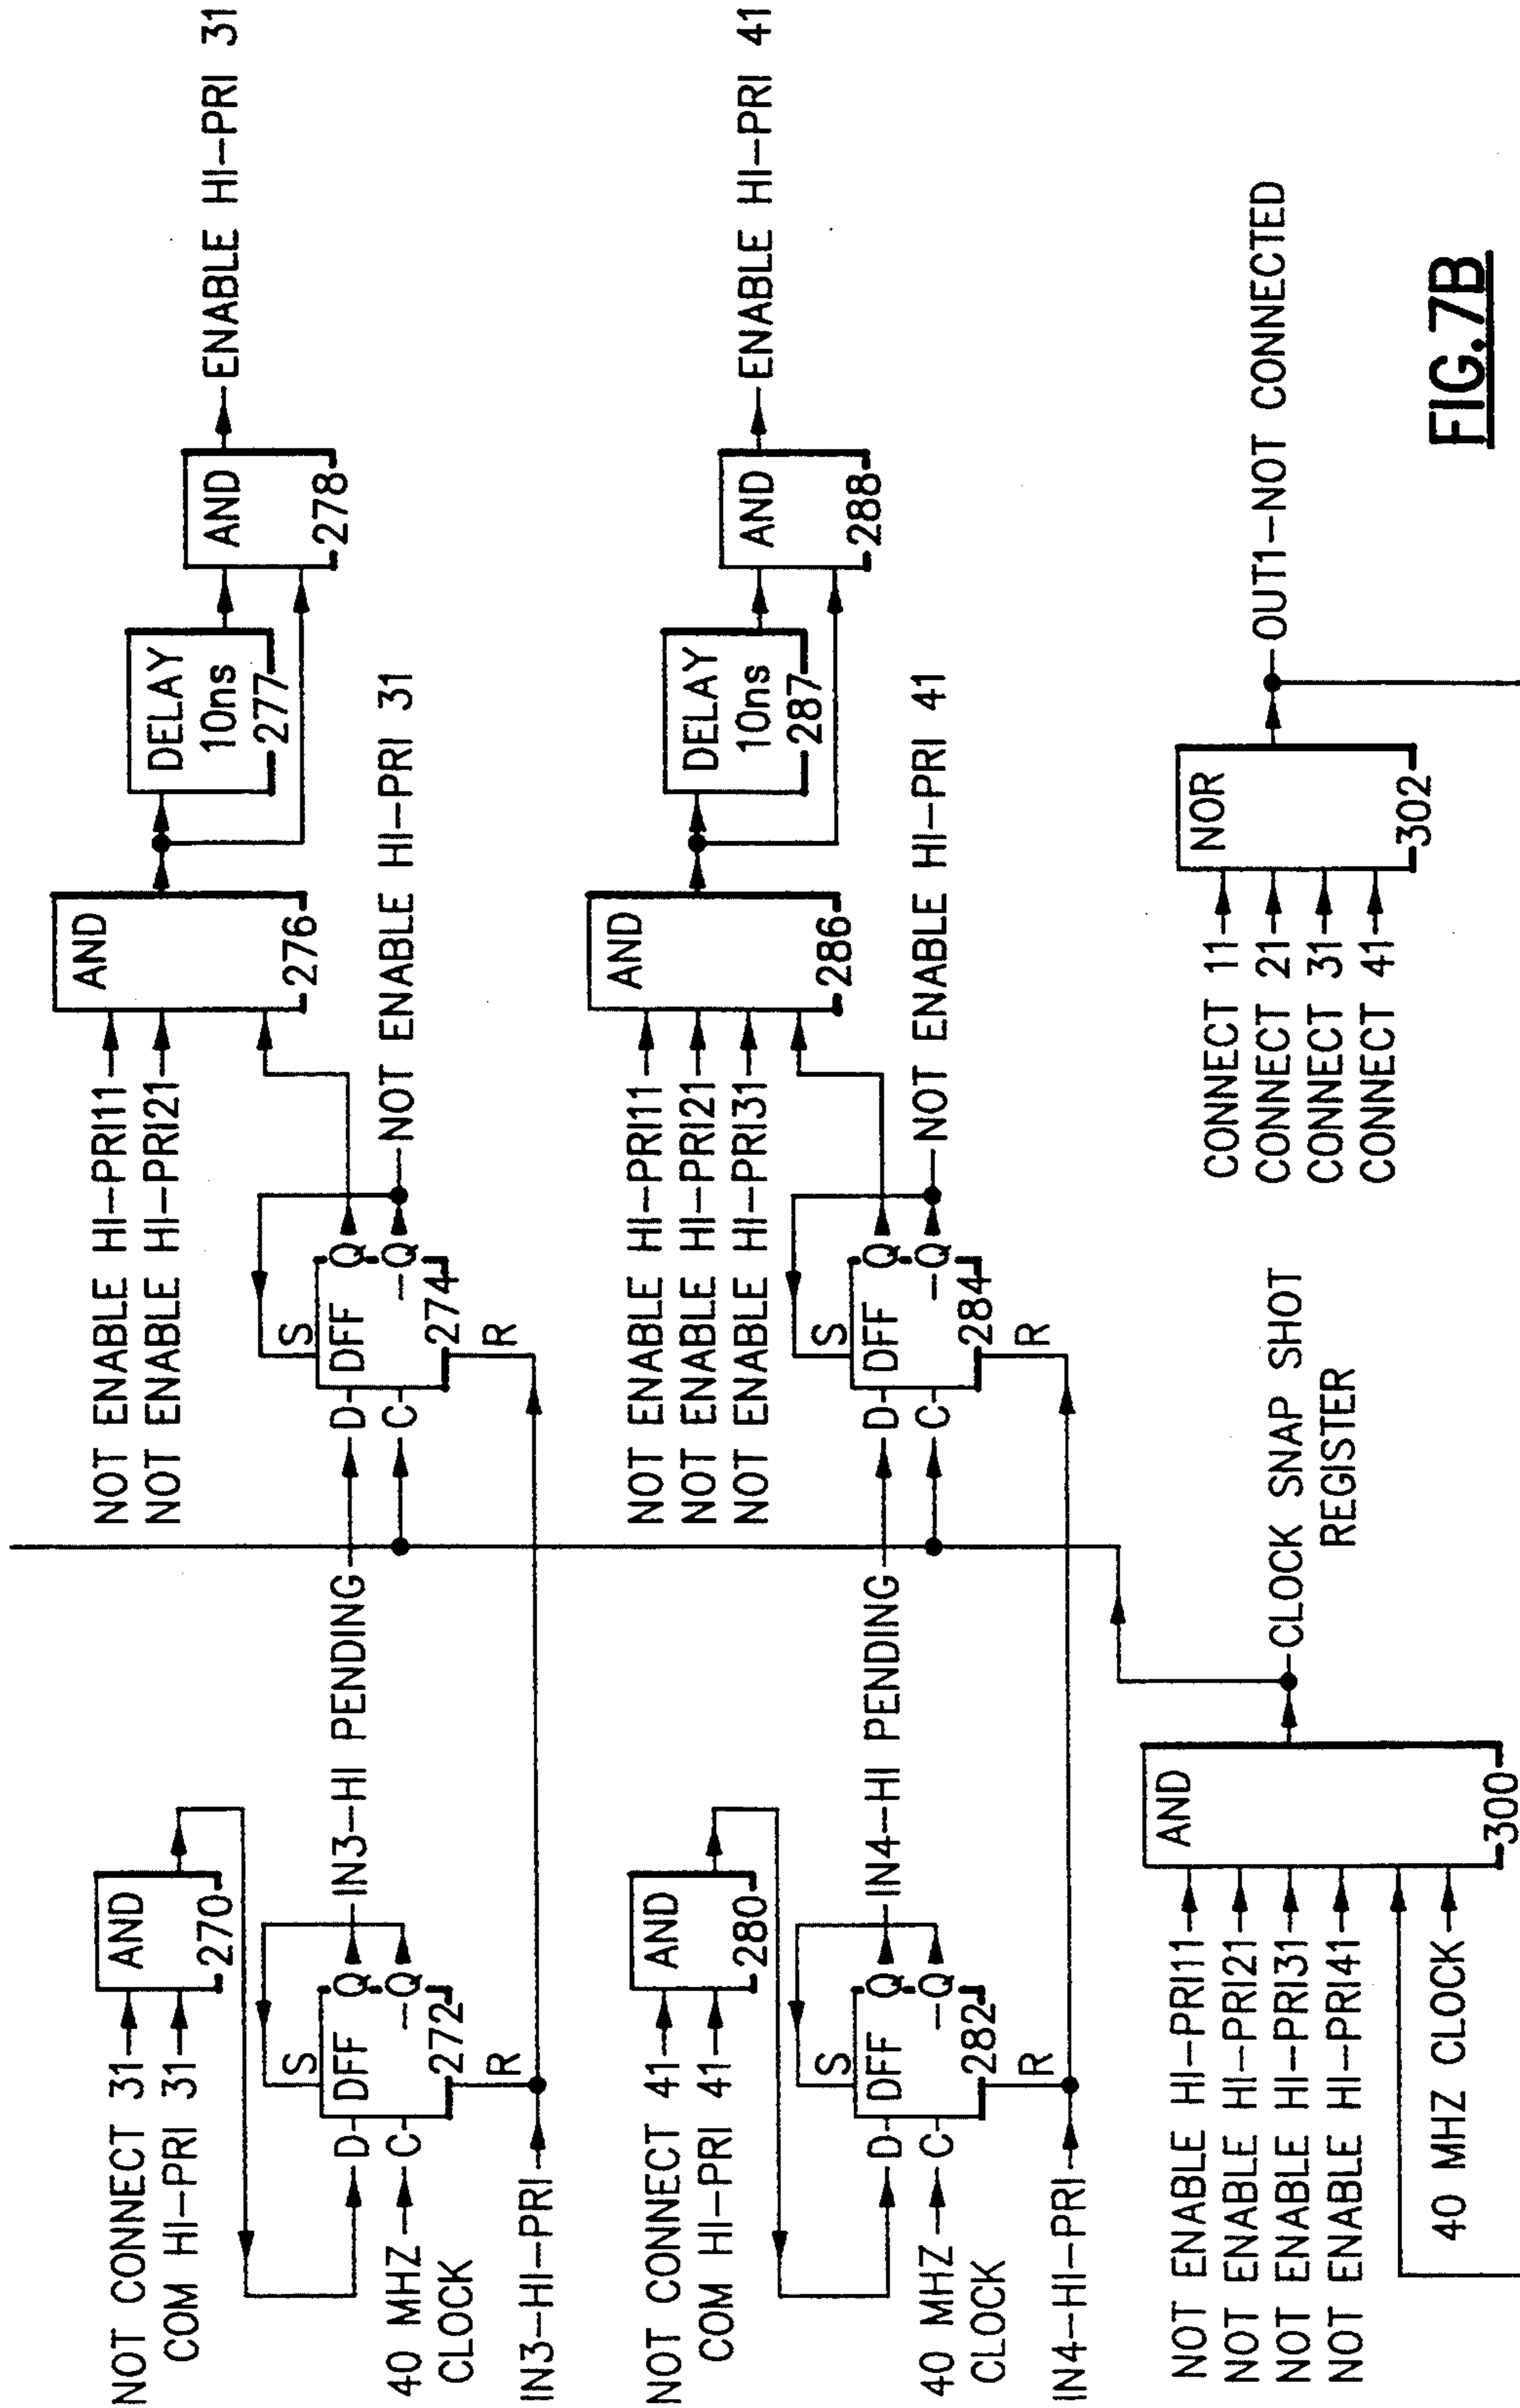 NOT CONNECT 31
COM HI-PRI 31
AND
270
S
D
DFF
Q
C
-Q
272
R
40 MHZ
CLOCK
IN3-HI-PRI
IN3-HI PENDING
NOT ENABLE HI-PRI11
NOT ENABLE HI-PRI21
S
D
DFF
Q
C
-Q
274
R
NOT ENABLE HI-PRI 31
AND
276
DELAY
10ns
277
AND
278
ENABLE HI-PRI 31
NOT CONNECT 41
COM HI-PRI 41
AND
280
S
D
DFF
Q
C
-Q
282
R
40 MHZ
CLOCK
IN4-HI-PRI
IN4-HI PENDING
NOT ENABLE HI-PRI11
NOT ENABLE HI-PRI21
NOT ENABLE HI-PRI31
S
D
DFF
Q
C
-Q
284
R
NOT ENABLE HI-PRI 41
AND
286
DELAY
10ns
287
AND
288
ENABLE HI-PRI 41
NOT ENABLE HI-PRI11
NOT ENABLE HI-PRI21
NOT ENABLE HI-PRI31
NOT ENABLE HI-PRI41
40 MHZ CLOCK
AND
300
CLOCK SNAP SHOT
REGISTER
CONNECT 11
CONNECT 21
CONNECT 31
CONNECT 41
NOR
302
OUT1-NOT CONNECTED
FIG.7B